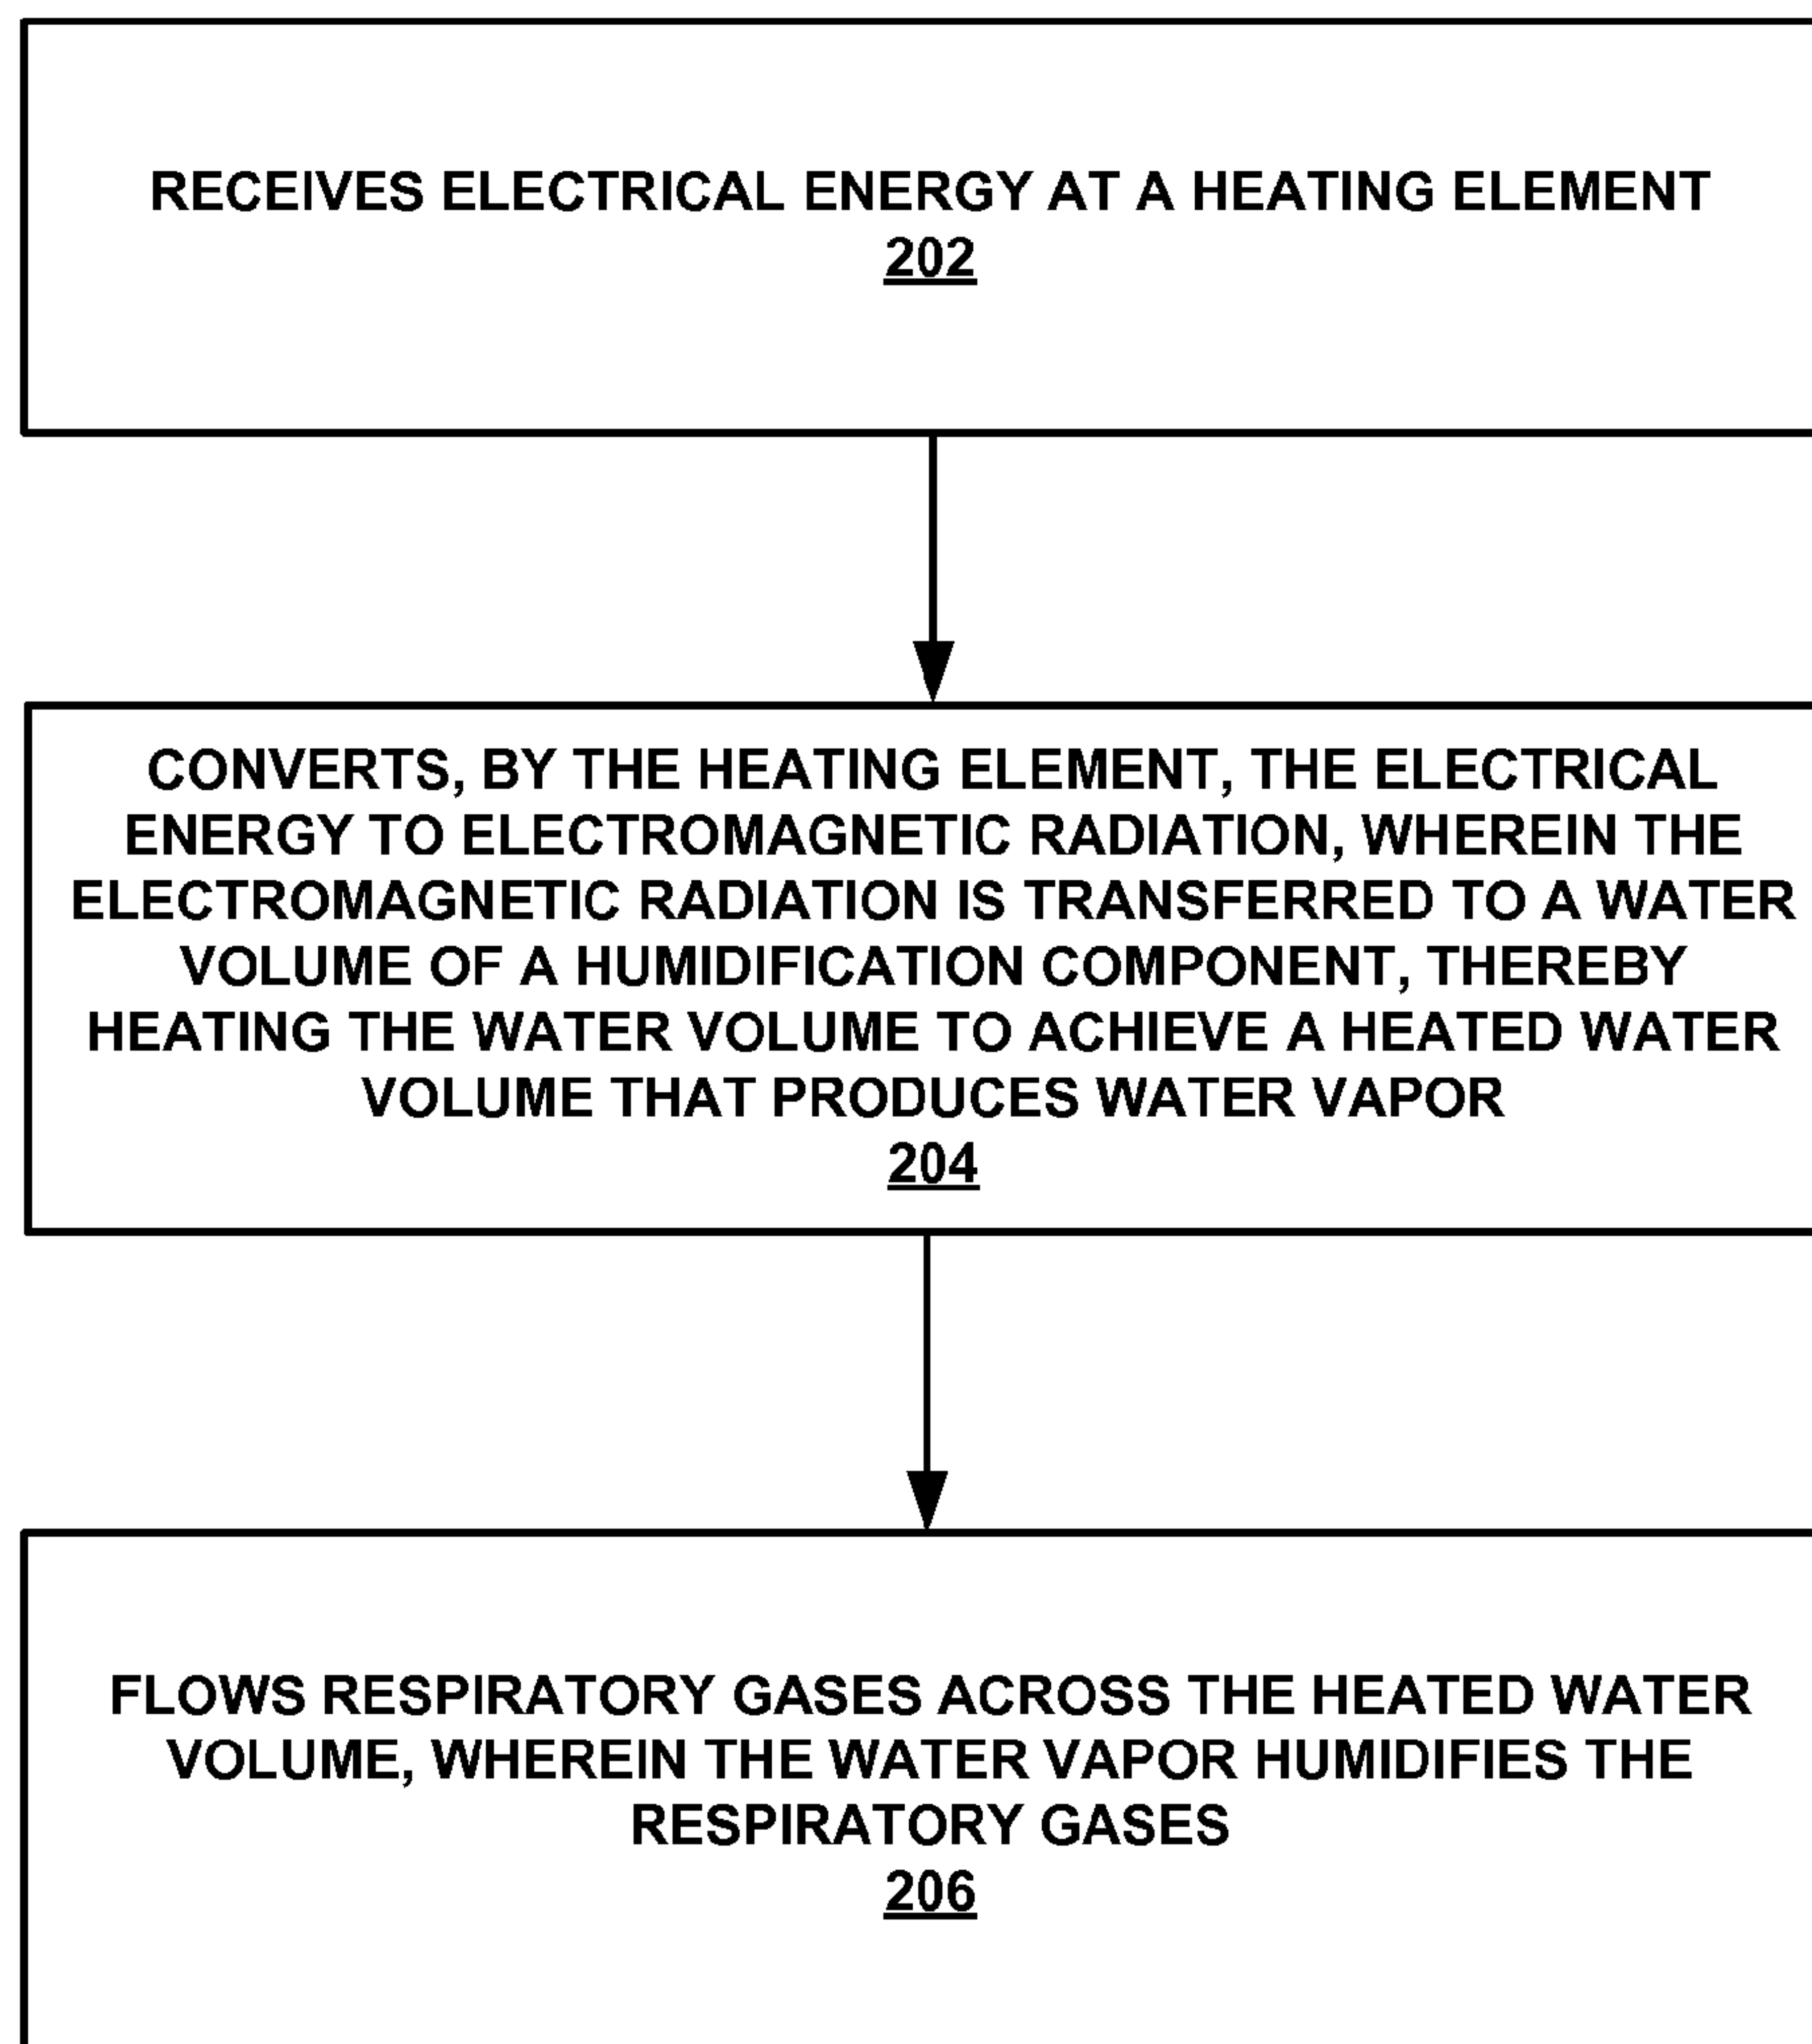 RECEIVES ELECTRICAL ENERGY AT A HEATING ELEMENT
202
CONVERTS, BY THE HEATING ELEMENT, THE ELECTRICAL
ENERGY TO ELECTROMAGNETIC RADIATION, WHEREIN THE
ELECTROMAGNETIC RADIATION IS TRANSFERRED TO A WATER
VOLUME OF A HUMIDIFICATION COMPONENT, THEREBY
HEATING THE WATER VOLUME TO ACHIEVE A HEATED WATER
VOLUME THAT PRODUCES WATER VAPOR
204
FLOWS RESPIRATORY GASES ACROSS THE HEATED WATER
VOLUME, WHEREIN THE WATER VAPOR HUMIDIFIES THE
RESPIRATORY GASES
206